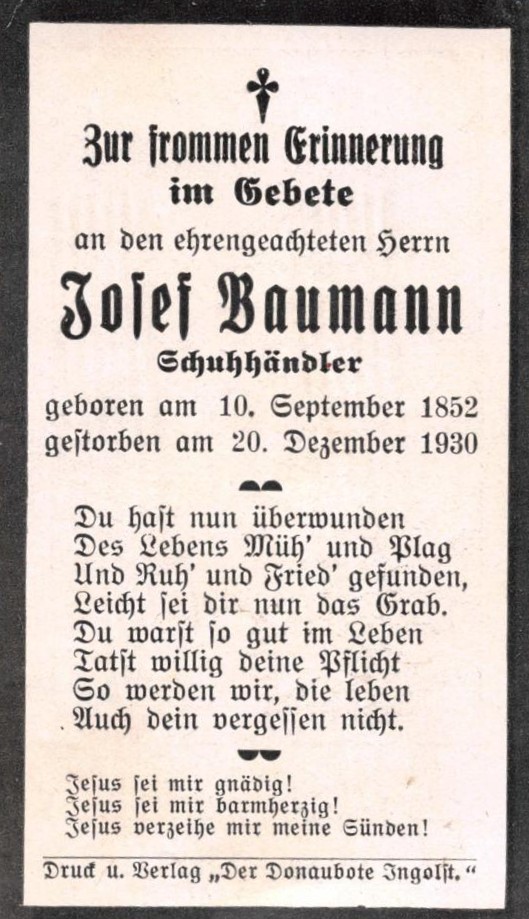 Zur frommen Erinnerung
im Gebete
an den ehrengeachteten Herrn
Josef Baumann
Schuhhändler
geboren am 10. September 1852
gestorben am 20. Dezember 1930
Du hast nun überwunden
Des Lebens Müh' und Plag
Und Ruh' und Fried' gefunden,
Leicht sei dir nun das Grab.
Du warst so gut im Leben
Tatst willig deine Pflicht
So werden wir, die leben
Auch dein vergessen nicht.
Jesus sei mir gnädig!
Jesus sei mir barmherzig!
Jesus verzeihe mir meine Sünden!
Druck u. Verlag „Der Donaubote Ingolst.“